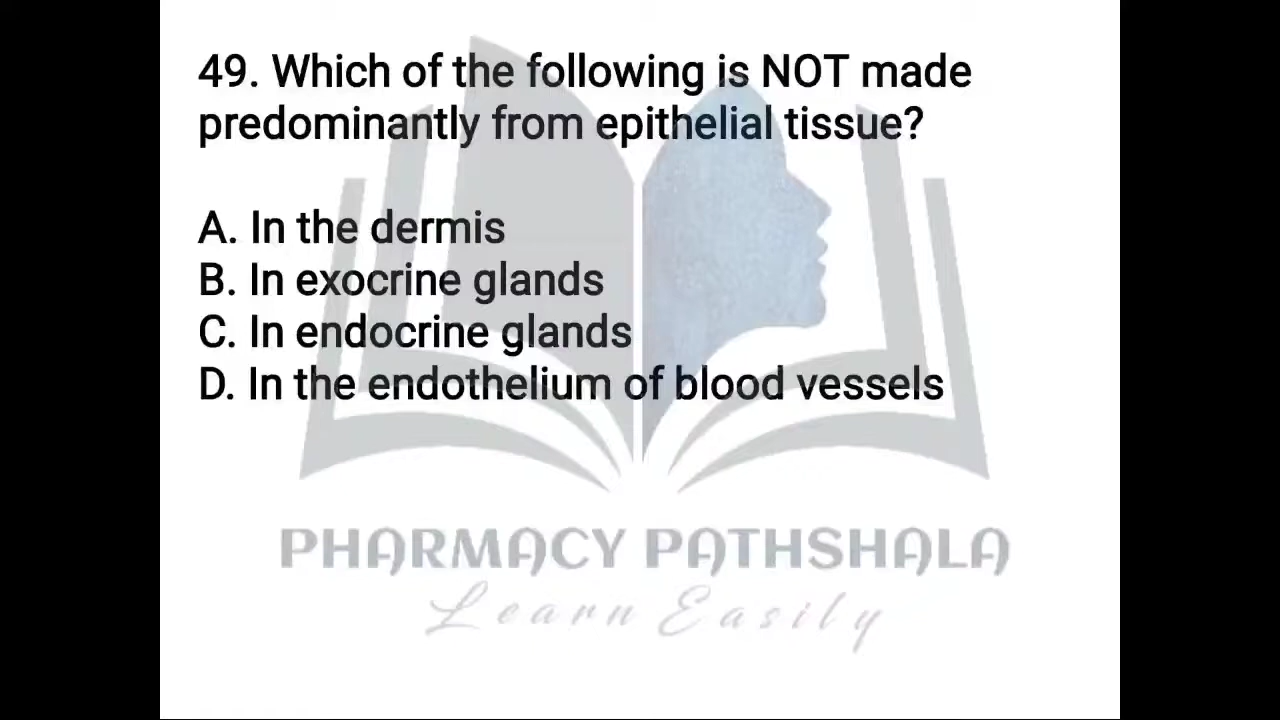 49. Which of the following is NOT made
predominantly from epithelial tissue?
A. In the dermis
B. In exocrine glands
C. In endocrine glands
D. In the endothelium of blood vessels
PHARMACY PATHSHALA
Learn Easily